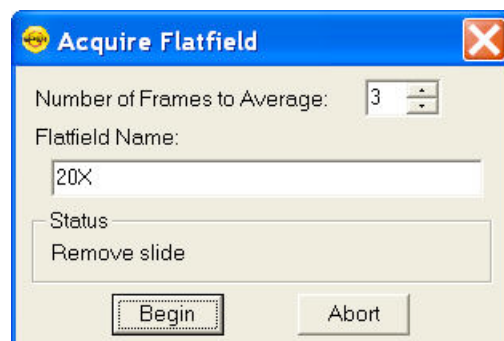 Acquire Flatfield
Number of Frames to Average: 3
Flatfield Name:
20X
Status
Remove slide
Begin Abort